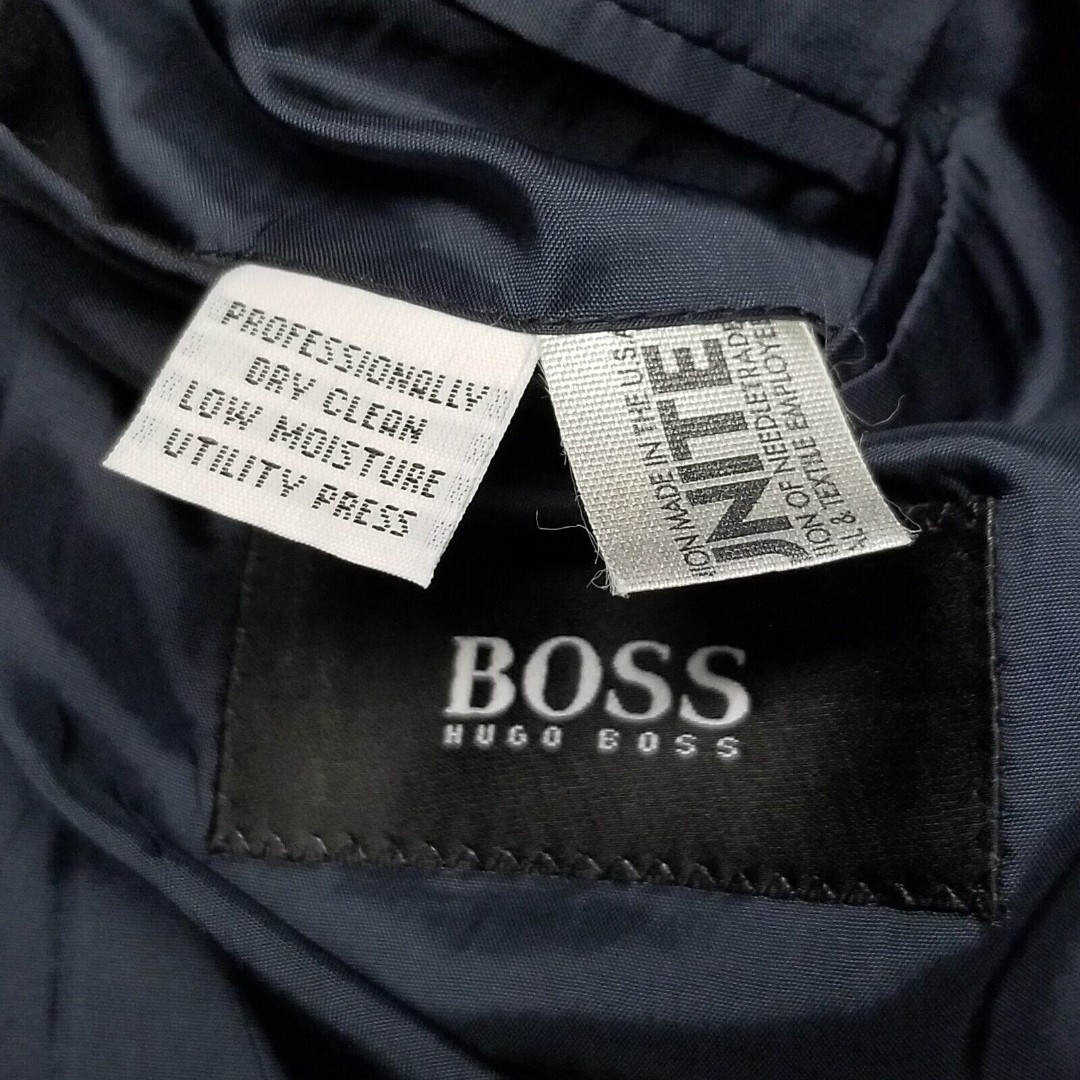 PROFESSIONALLY
DRY CLEAN
LOW MOISTURE
UTILITY PRESS
MADE IN THE U.S.A
UNITE
OF NEEDLETRADE
& TEXTILE EMPLOYEE
BOSS
HUGO BOSS